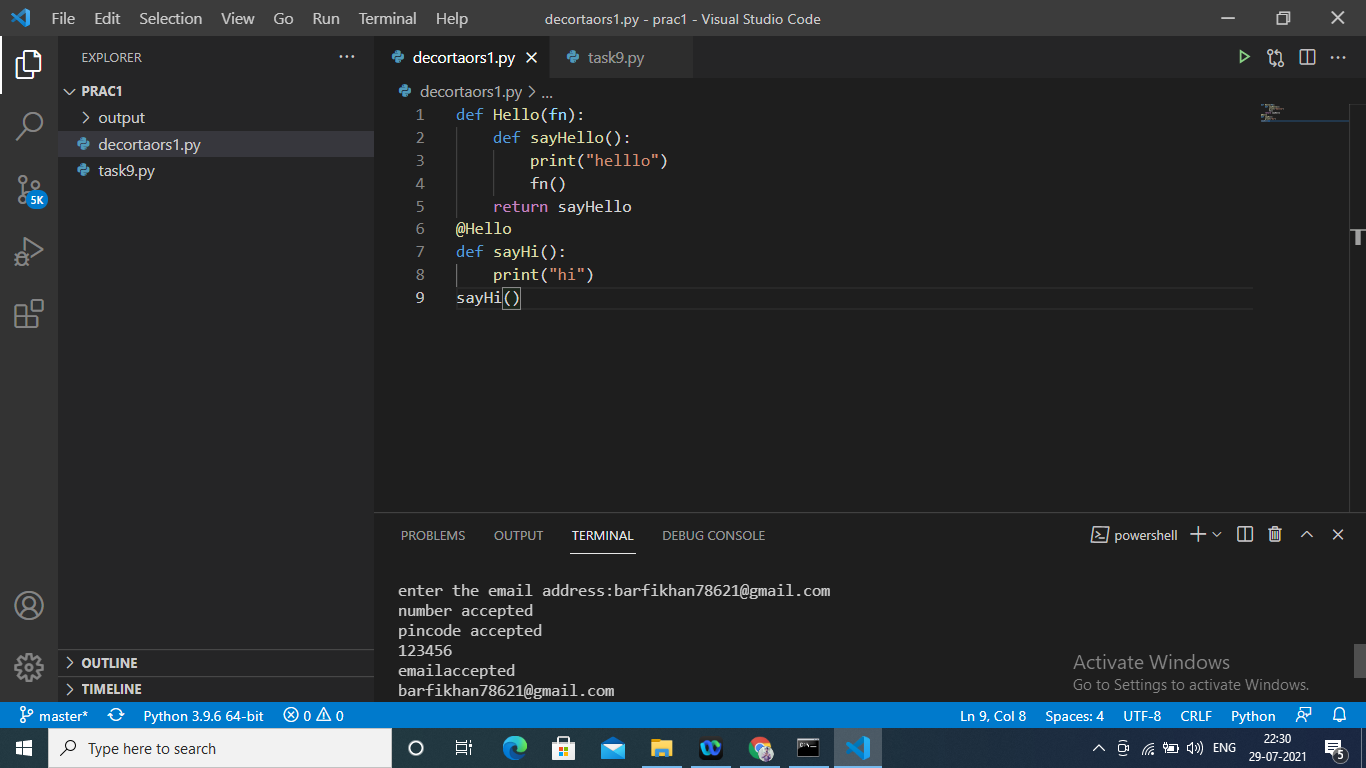 File Edit Selection View Go Run Terminal Help decortaors1.py - prac1 - Visual Studio Code
EXPLORER
PRAC1
output
decortaors1.py
task9.py
5K
OUTLINE
TIMELINE
decortaors1.py task9.py
decortaors1.py > ...
1 def Hello(fn):
2 def sayHello():
3 print("helllo")
4 fn()
5 return sayHello
6 @Hello
7 def sayHi():
8 print("hi")
9 sayHi()
PROBLEMS OUTPUT TERMINAL DEBUG CONSOLE powershell
enter the email address:barfikhan78621@gmail.com
number accepted
pincode accepted
123456
emailaccepted
barfikhan78621@gmail.com
Activate Windows
Go to Settings to activate Windows.
master* Python 3.9.6 64-bit 0 0 Ln 9, Col 8 Spaces: 4 UTF-8 CRLF Python
Type here to search
ENG
22:30
29-07-2021
5